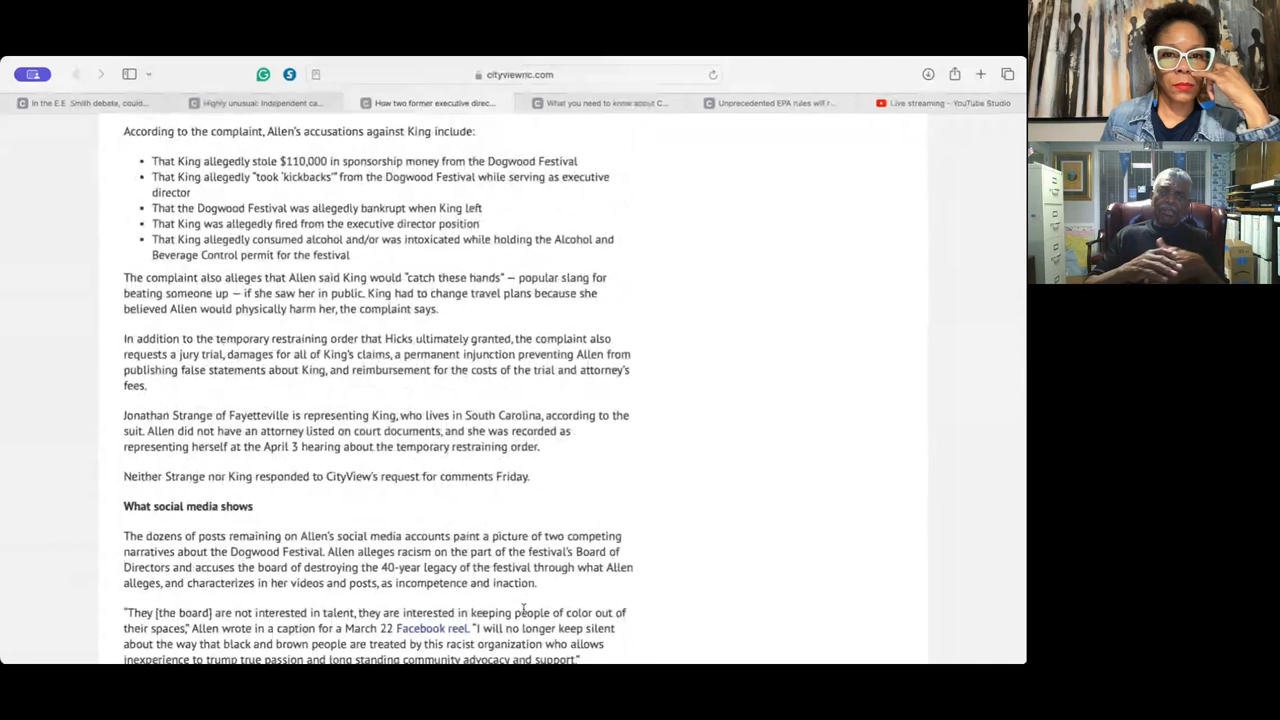 cityviewnc.com
In the E.E. Smith debate, could...
Highly unusual: Independent ca...
How two former executive direc...
What you need to know about C...
Unprecedented EPA rules will r...
Live streaming - YouTube Studio
According to the complaint, Allen's accusations against King include:
• That King allegedly stole $110,000 in sponsorship money from the Dogwood Festival
• That King allegedly "took 'kickbacks'" from the Dogwood Festival while serving as executive
director
• That the Dogwood Festival was allegedly bankrupt when King left
• That King was allegedly fired from the executive director position
• That King allegedly consumed alcohol and/or was intoxicated while holding the Alcohol and
Beverage Control permit for the festival
The complaint also alleges that Allen said King would "catch these hands" — popular slang for
beating someone up — if she saw her in public. King had to change travel plans because she
believed Allen would physically harm her, the complaint says.
In addition to the temporary restraining order that Hicks ultimately granted, the complaint also
requests a jury trial, damages for all of King's claims, a permanent injunction preventing Allen from
publishing false statements about King, and reimbursement for the costs of the trial and attorney's
fees.
Jonathan Strange of Fayetteville is representing King, who lives in South Carolina, according to the
suit. Allen did not have an attorney listed on court documents, and she was recorded as
representing herself at the April 3 hearing about the temporary restraining order.
Neither Strange nor King responded to CityView's request for comments Friday.
What social media shows
The dozens of posts remaining on Allen's social media accounts paint a picture of two competing
narratives about the Dogwood Festival. Allen alleges racism on the part of the festival's Board of
Directors and accuses the board of destroying the 40-year legacy of the festival through what Allen
alleges, and characterizes in her videos and posts, as incompetence and inaction.
"They [the board] are not interested in talent, they are interested in keeping people of color out of
their spaces," Allen wrote in a caption for a March 22 Facebook reel. "I will no longer keep silent
about the way that black and brown people are treated by this racist organization who allows
inexperience to trump true passion and long standing community advocacy and support."